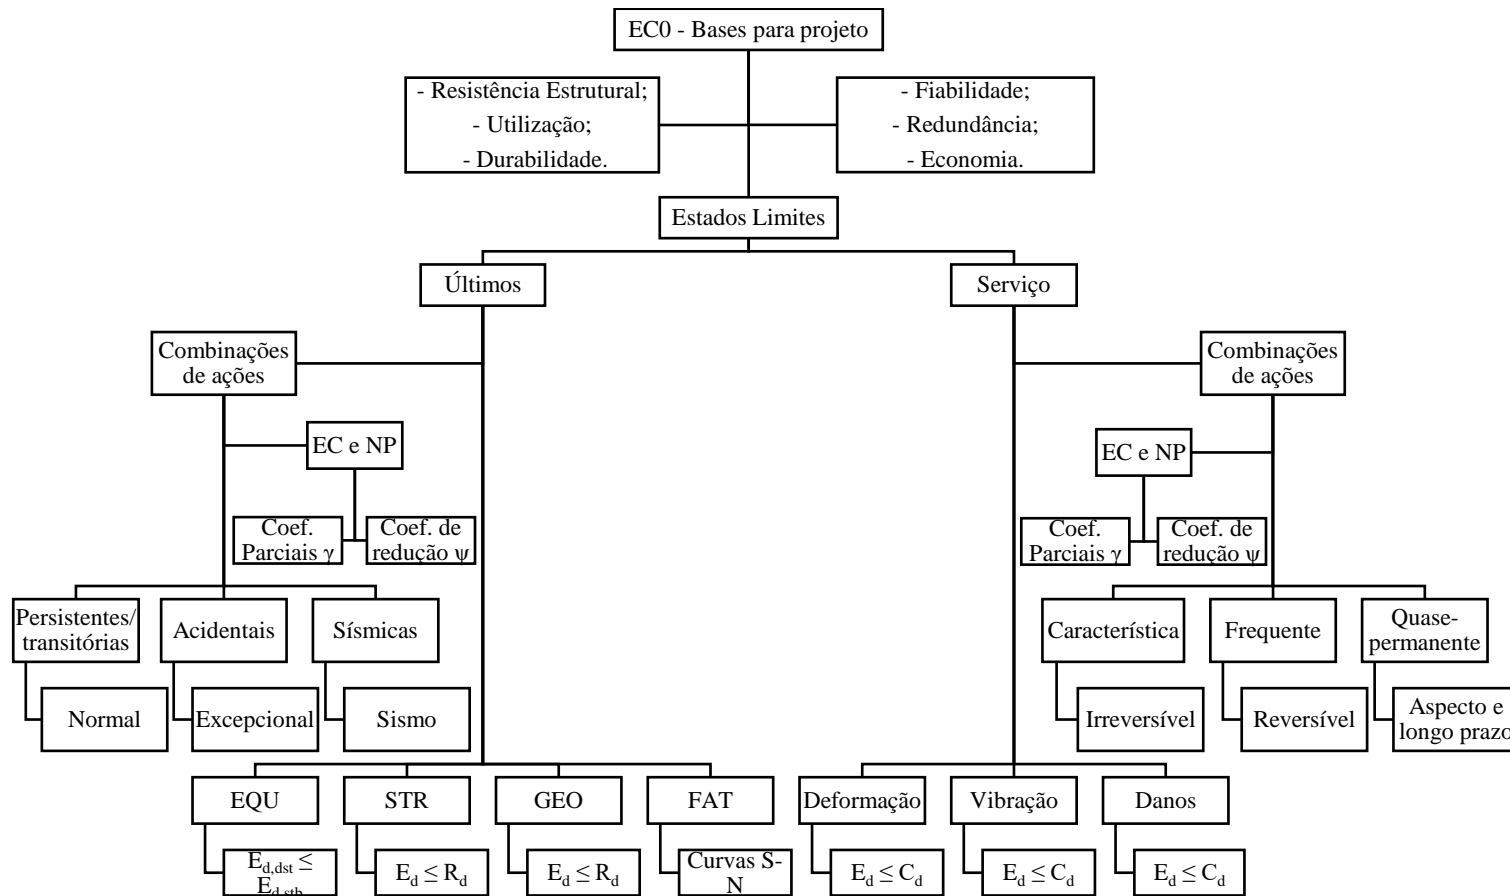 EC0 - Bases para projeto
- Resistência Estrutural;
- Utilização;
- Durabilidade.
- Fiabilidade;
- Redundância;
- Economia.
Estados Limites
Últimos
Serviço
Combinações
de ações
Combinações
de ações
EC e NP
EC e NP
Coef.
Parciais γ
Coef. de
redução ψ
Coef.
Parciais γ
Coef. de
redução ψ
Persistentes/
transitórias
Acidentais
Sísmicas
Característica
Frequente
Quase-
permanente
Normal
Excepcional
Sismo
Irreversível
Reversível
Aspecto e
longo prazo
EQU
STR
GEO
FAT
Deformação
Vibração
Danos
E_d,dst ≤
E_d,stb
E_d ≤ R_d
E_d ≤ R_d
Curvas S-
N
E_d ≤ C_d
E_d ≤ C_d
E_d ≤ C_d